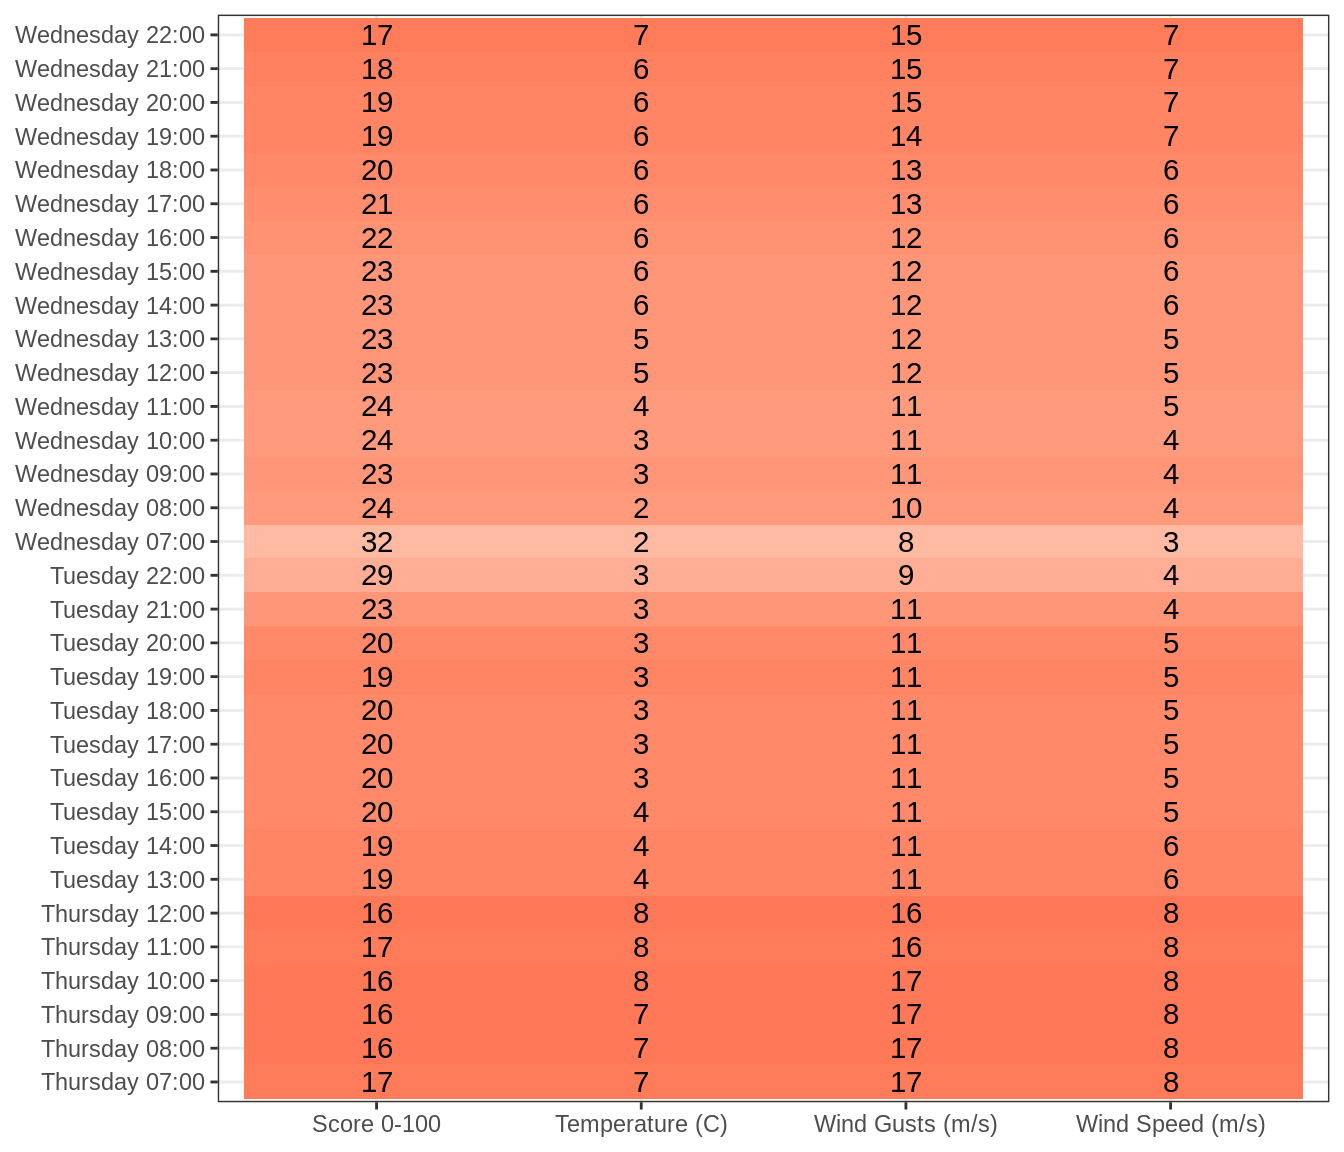 Wednesday 22:00 17 7 15 7
Wednesday 21:00 18 6 15 7
Wednesday 20:00 19 6 15 7
Wednesday 19:00 19 6 14 7
Wednesday 18:00 20 6 13 6
Wednesday 17:00 21 6 13 6
Wednesday 16:00 22 6 12 6
Wednesday 15:00 23 6 12 6
Wednesday 14:00 23 6 12 6
Wednesday 13:00 23 5 12 5
Wednesday 12:00 23 5 12 5
Wednesday 11:00 24 4 11 5
Wednesday 10:00 24 3 11 4
Wednesday 09:00 23 3 11 4
Wednesday 08:00 24 2 10 4
Wednesday 07:00 32 2 8 3
Tuesday 22:00 29 3 9 4
Tuesday 21:00 23 3 11 4
Tuesday 20:00 20 3 11 5
Tuesday 19:00 19 3 11 5
Tuesday 18:00 20 3 11 5
Tuesday 17:00 20 3 11 5
Tuesday 16:00 20 3 11 5
Tuesday 15:00 20 4 11 5
Tuesday 14:00 19 4 11 6
Tuesday 13:00 19 4 11 6
Thursday 12:00 16 8 16 8
Thursday 11:00 17 8 16 8
Thursday 10:00 16 8 17 8
Thursday 09:00 16 7 17 8
Thursday 08:00 16 7 17 8
Thursday 07:00 17 7 17 8
Score 0-100 Temperature (C) Wind Gusts (m/s) Wind Speed (m/s)